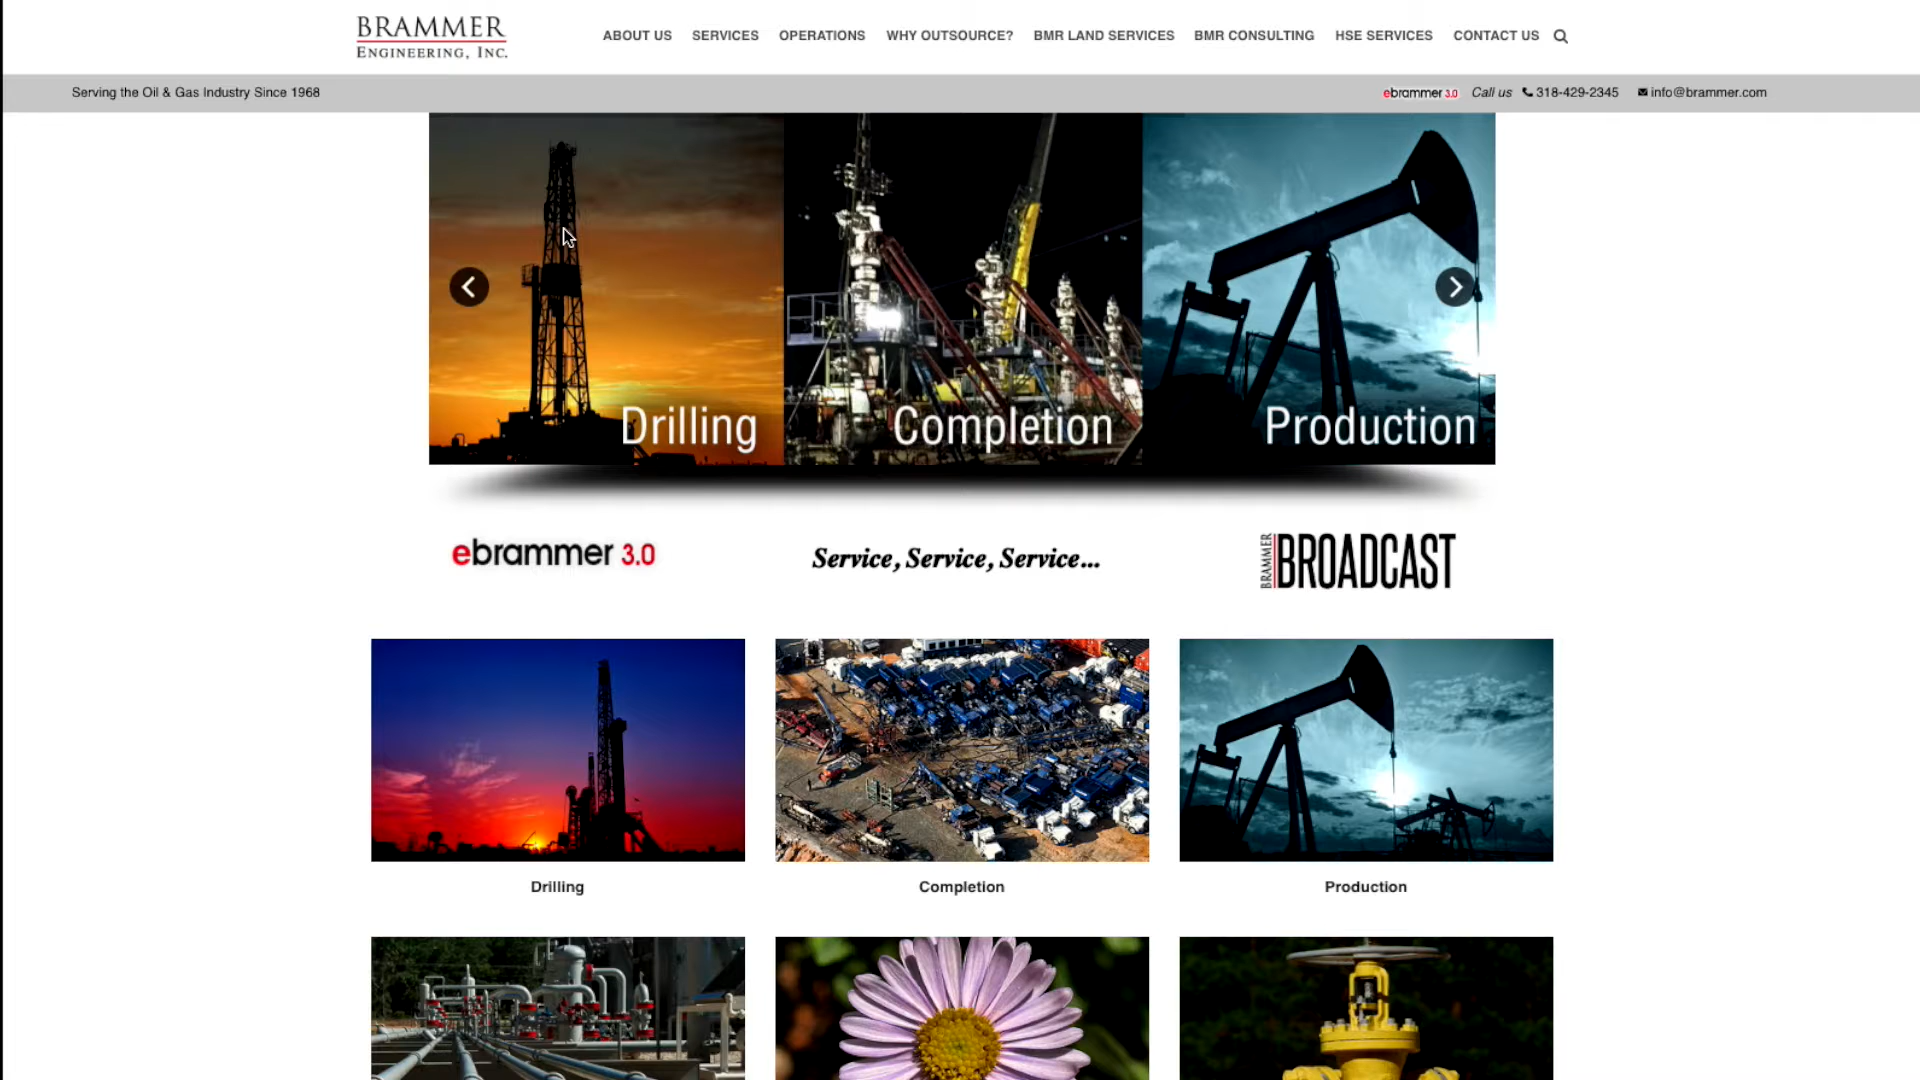 BRAMMER
ENGINEERING, INC.
ABOUT US SERVICES OPERATIONS WHY OUTSOURCE? BMR LAND SERVICES BMR CONSULTING HSE SERVICES CONTACT US
Serving the Oil & Gas Industry Since 1968
ebrammer 3.0 Call us 318-429-2345 info@brammer.com
Drilling Completion Production
ebrammer 3.0
Service, Service, Service...
BRAMMER BROADCAST
Drilling Completion Production